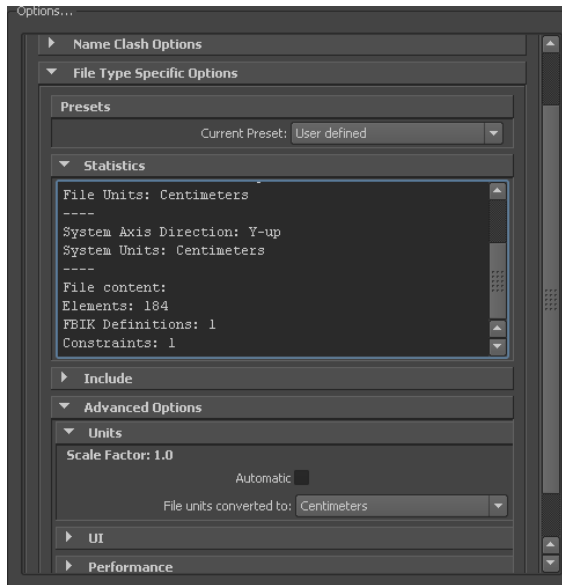 Options...
Name Clash Options
File Type Specific Options
Presets
Current Preset: User defined
Statistics
File Units: Centimeters
----
System Axis Direction: Y-up
System Units: Centimeters
----
File content:
Elements: 184
FBIK Definitions: 1
Constraints: 1
Include
Advanced Options
Units
Scale Factor: 1.0
Automatic
File units converted to: Centimeters
UI
Performance